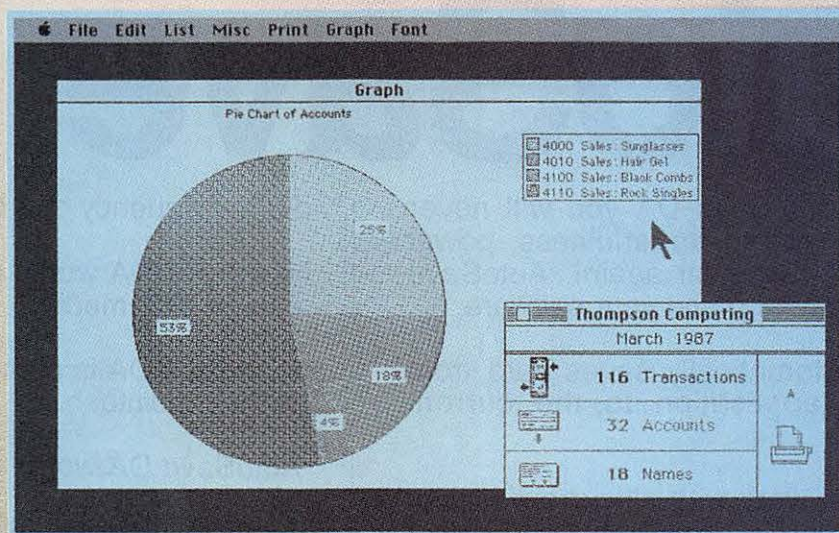 File Edit List Misc Print Graph Font
Graph
Pie Chart of Accounts
4000 Sales: Sunglasses
4010 Sales: Hair Gel
4100 Sales: Black Combs
4110 Sales: Rock Singles
25%
53%
18%
4%
Thompson Computing
March 1987
116 Transactions
32 Accounts
18 Names
A